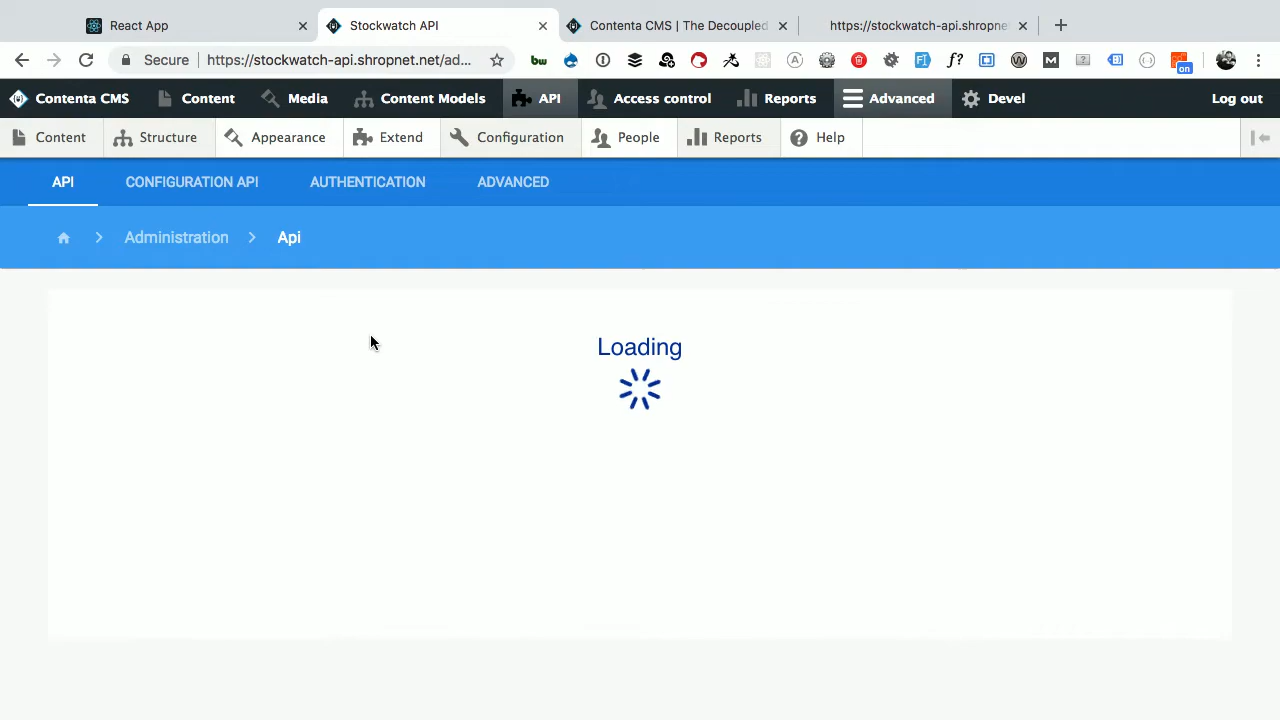 React App
Stockwatch API
Contenta CMS | The Decoupled
https://stockwatch-api.shropnet
Secure
https://stockwatch-api.shropnet.net/ad...
on
Contenta CMS
Content
Media
Content Models
API
Access control
Reports
Advanced
Devel
Log out
Content
Structure
Appearance
Extend
Configuration
People
Reports
Help
API
CONFIGURATION API
AUTHENTICATION
ADVANCED
Administration
Api
Loading